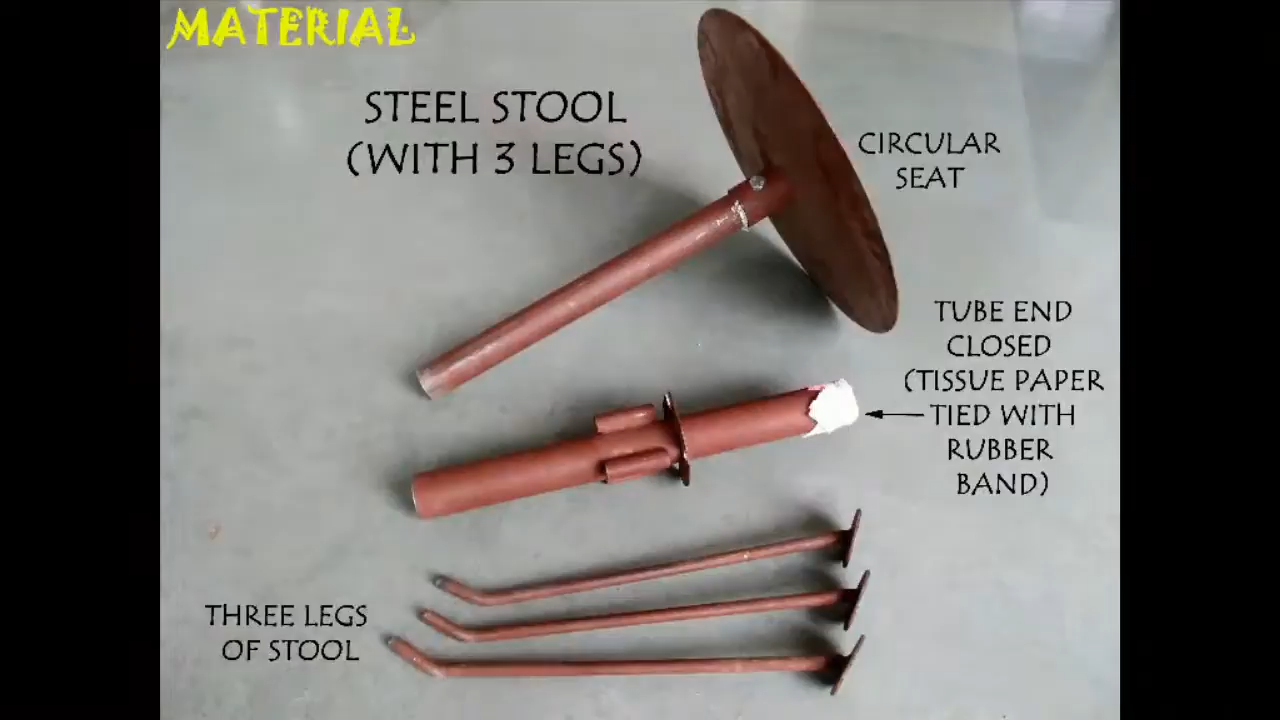 MATERIAL
STEEL STOOL
(WITH 3 LEGS)
CIRCULAR
SEAT
TUBE END
CLOSED
(TISSUE PAPER
TIED WITH
RUBBER
BAND)
THREE LEGS
OF STOOL